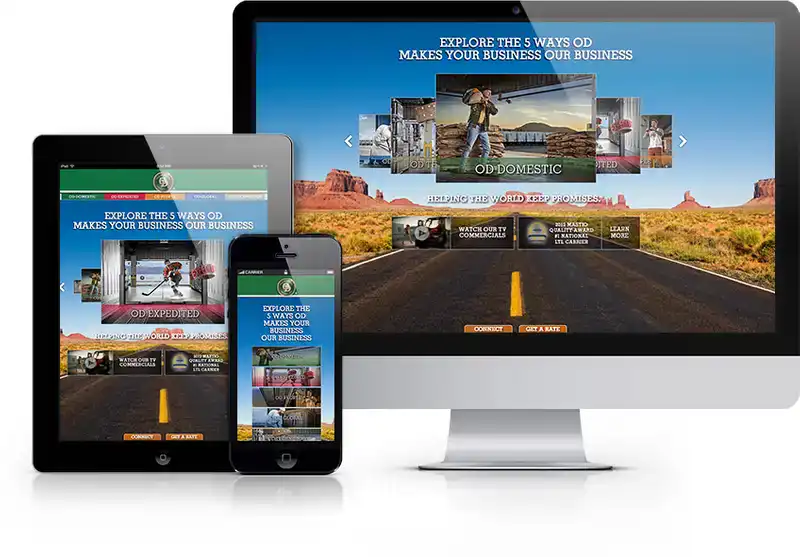 EXPLORE THE 5 WAYS OD
MAKES YOUR BUSINESS OUR BUSINESS
OD DOMESTIC
HELPING THE WORLD KEEP PROMISES.
WATCH OUR TV
COMMERCIALS
QUALITY AWARD
#1 NATIONAL
LTL CARRIER
LEARN
MORE
CONNECT
GET A RATE
iPad
OD DOMESTIC
OD EXPEDITED
EXPLORE THE 5 WAYS OD
MAKES YOUR BUSINESS OUR BUSINESS
OD EXPEDITED
HELPING THE WORLD KEEP PROMISES.
WATCH OUR TV
COMMERCIALS
QUALITY AWARD
#1 NATIONAL
LTL CARRIER
CONNECT
GET A RATE
CARRIER
EXPLORE THE
5 WAYS OD
MAKES YOUR
BUSINESS
OUR BUSINESS